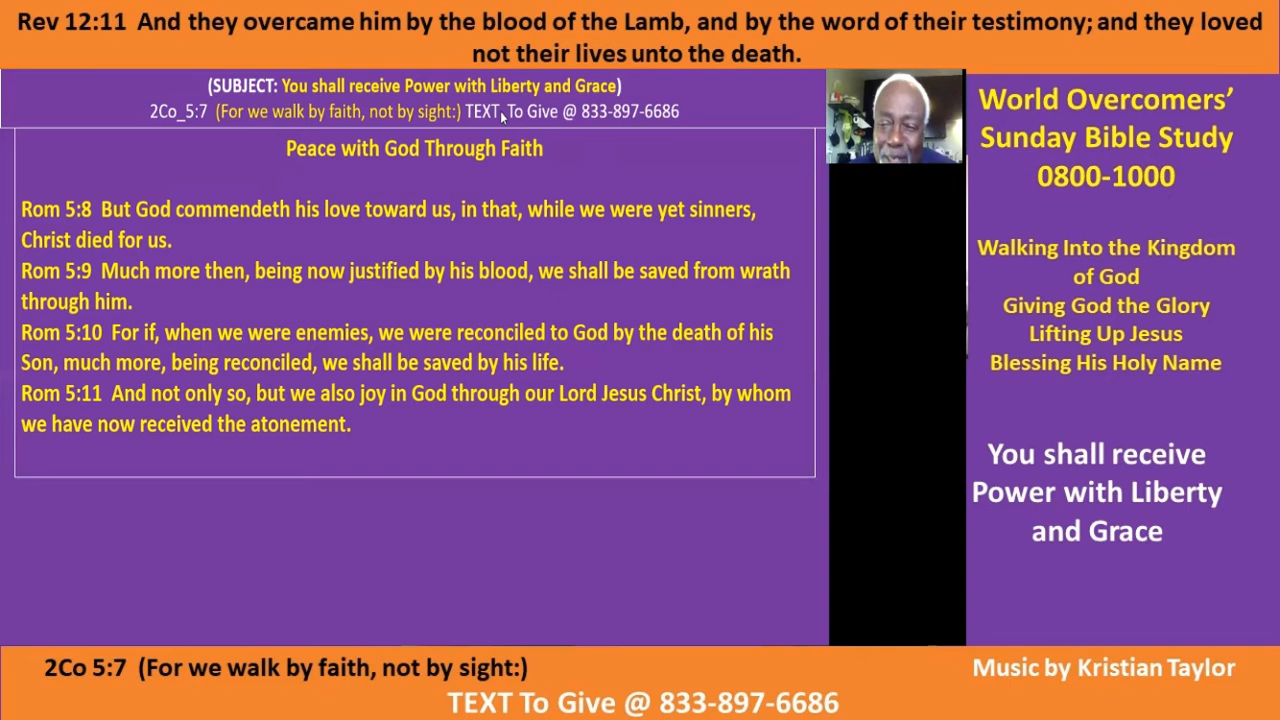 Rev 12:11  And they overcame him by the blood of the Lamb, and by the word of their testimony; and they loved
not their lives unto the death.
(SUBJECT: You shall receive Power with Liberty and Grace)
2Co_5:7  (For we walk by faith, not by sight:) TEXT To Give @ 833-897-6686
Peace with God Through Faith
Rom 5:8  But God commendeth his love toward us, in that, while we were yet sinners,
Christ died for us.
Rom 5:9  Much more then, being now justified by his blood, we shall be saved from wrath
through him.
Rom 5:10  For if, when we were enemies, we were reconciled to God by the death of his
Son, much more, being reconciled, we shall be saved by his life.
Rom 5:11  And not only so, but we also joy in God through our Lord Jesus Christ, by whom
we have now received the atonement.
World Overcomers’
Sunday Bible Study
0800-1000
Walking Into the Kingdom
of God
Giving God the Glory
Lifting Up Jesus
Blessing His Holy Name
You shall receive
Power with Liberty
and Grace
2Co 5:7  (For we walk by faith, not by sight:)
Music by Kristian Taylor
TEXT To Give @ 833-897-6686